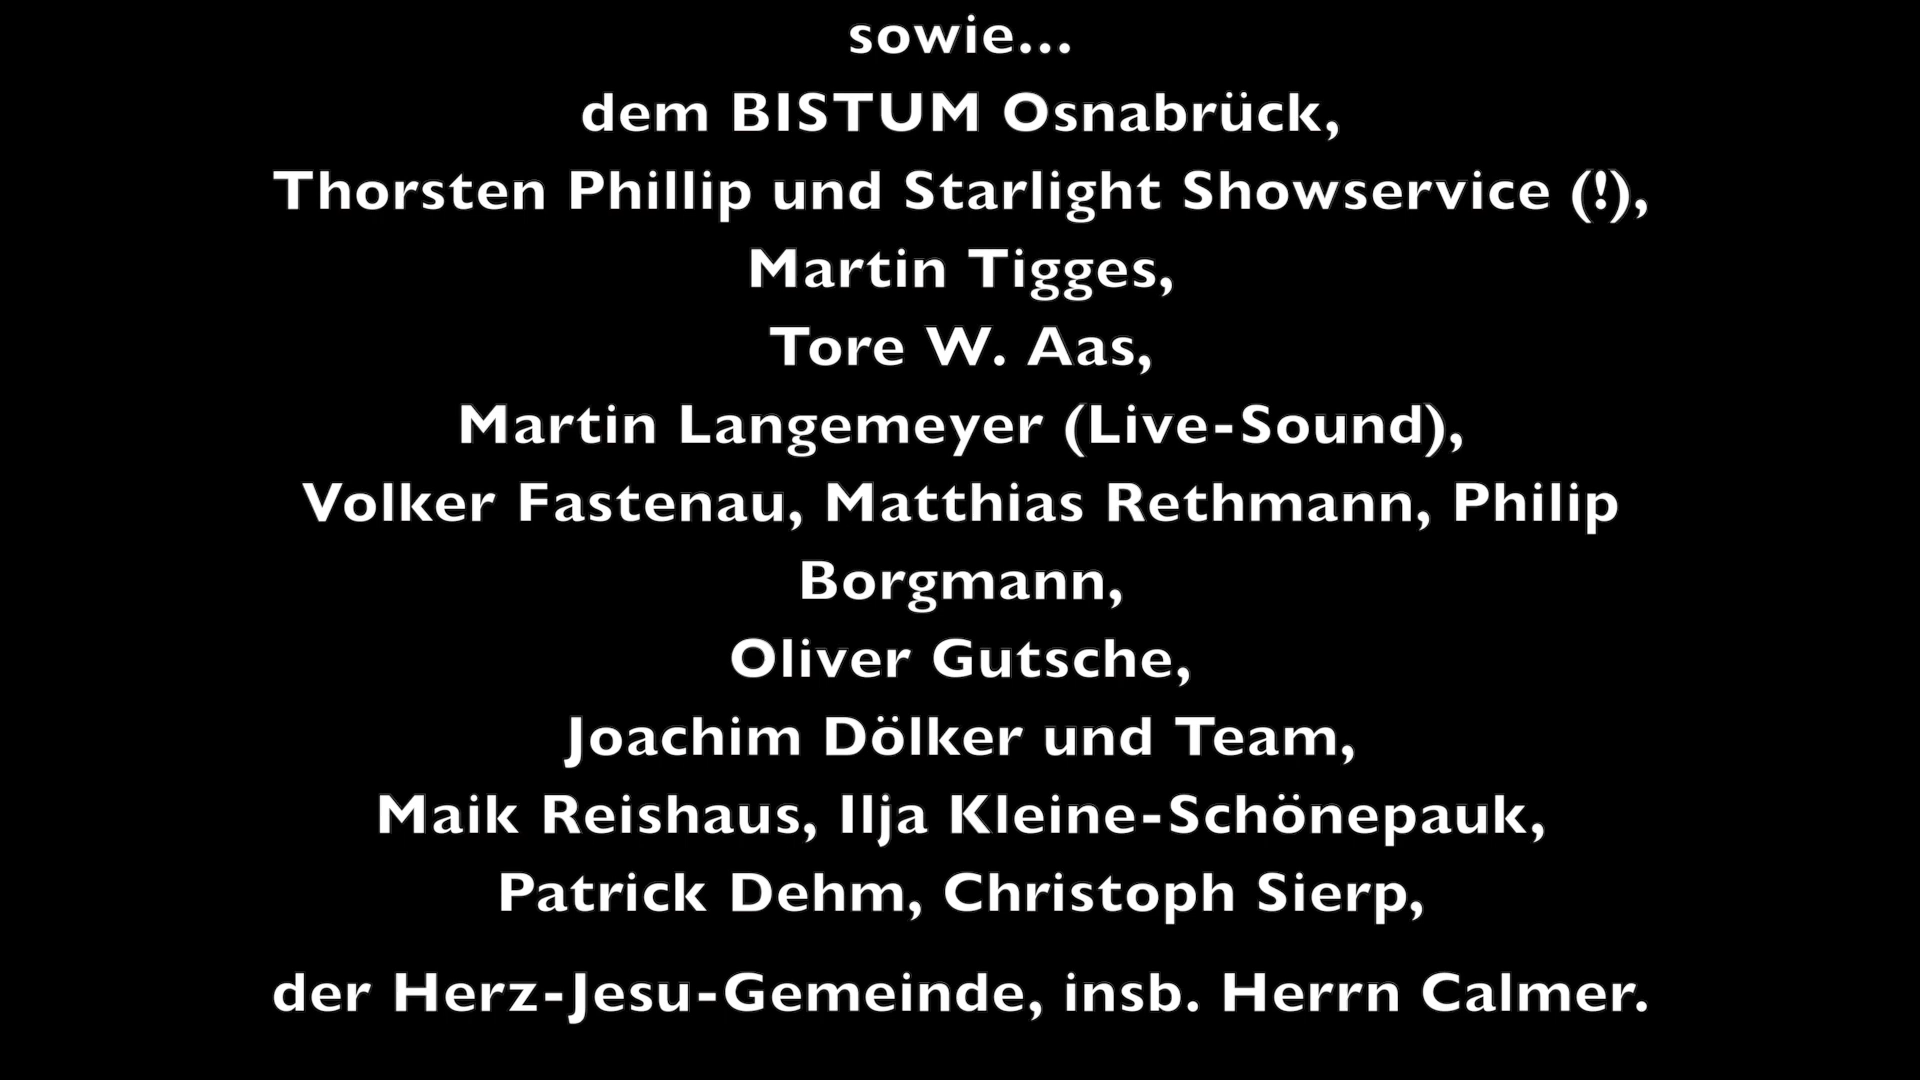 sowie...
dem BISTUM Osnabrück,
Thorsten Phillip und Starlight Showservice (!),
Martin Tigges,
Tore W. Aas,
Martin Langemeyer (Live-Sound),
Volker Fastenau, Matthias Rethmann, Philip
Borgmann,
Oliver Gutsche,
Joachim Dölker und Team,
Maik Reishaus, Ilja Kleine-Schönepauk,
Patrick Dehm, Christoph Sierp,
der Herz-Jesu-Gemeinde, insb. Herrn Calmer.